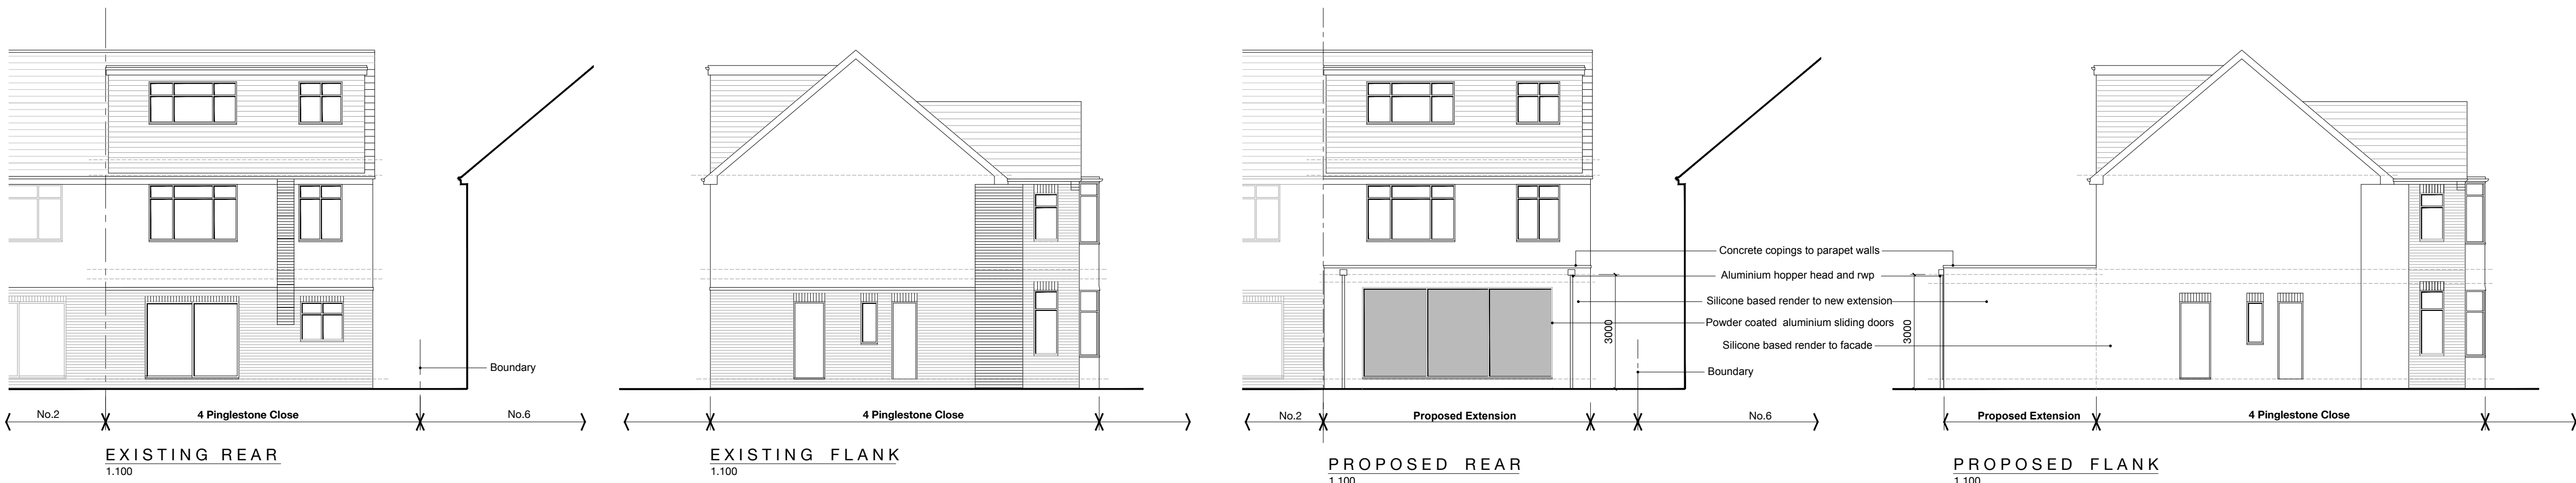 Boundary
No.2
4 Pinglestone Close
No.6
EXISTING REAR
1.100
4 Pinglestone Close
EXISTING FLANK
1.100
Concrete copings to parapet walls
Aluminium hopper head and rwp
Silicone based render to new extension
Powder coated aluminium sliding doors
Silicone based render to facade
3000
Boundary
3000
No.2
Proposed Extension
No.6
PROPOSED REAR
1.100
Proposed Extension
4 Pinglestone Close
PROPOSED FLANK
1.100